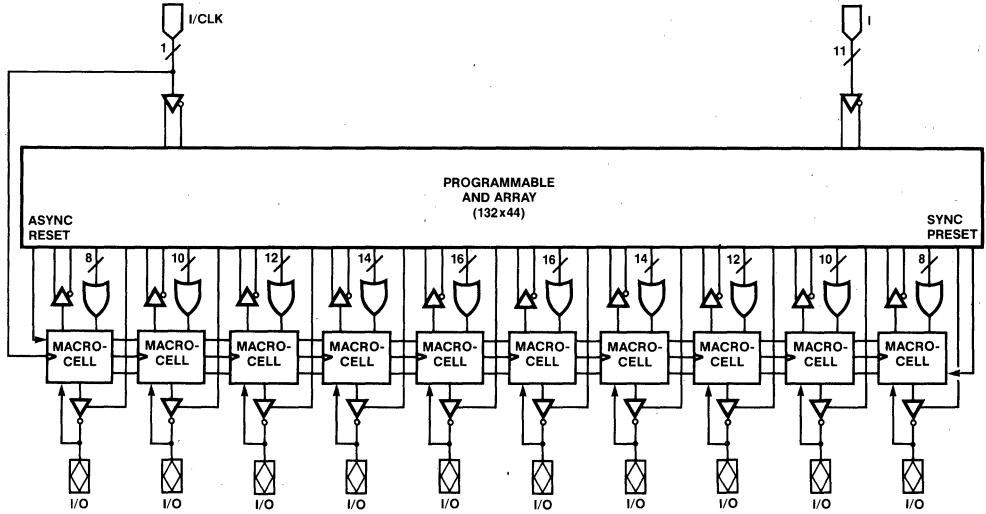 I/CLK
I
1
11
PROGRAMMABLE
AND ARRAY
(132x44)
ASYNC
RESET
SYNC
PRESET
8
10
12
14
16
16
14
12
10
8
MACRO-
CELL
MACRO-
CELL
MACRO-
CELL
MACRO-
CELL
MACRO-
CELL
MACRO-
CELL
MACRO-
CELL
MACRO-
CELL
MACRO-
CELL
MACRO-
CELL
I/O
I/O
I/O
I/O
I/O
I/O
I/O
I/O
I/O
I/O